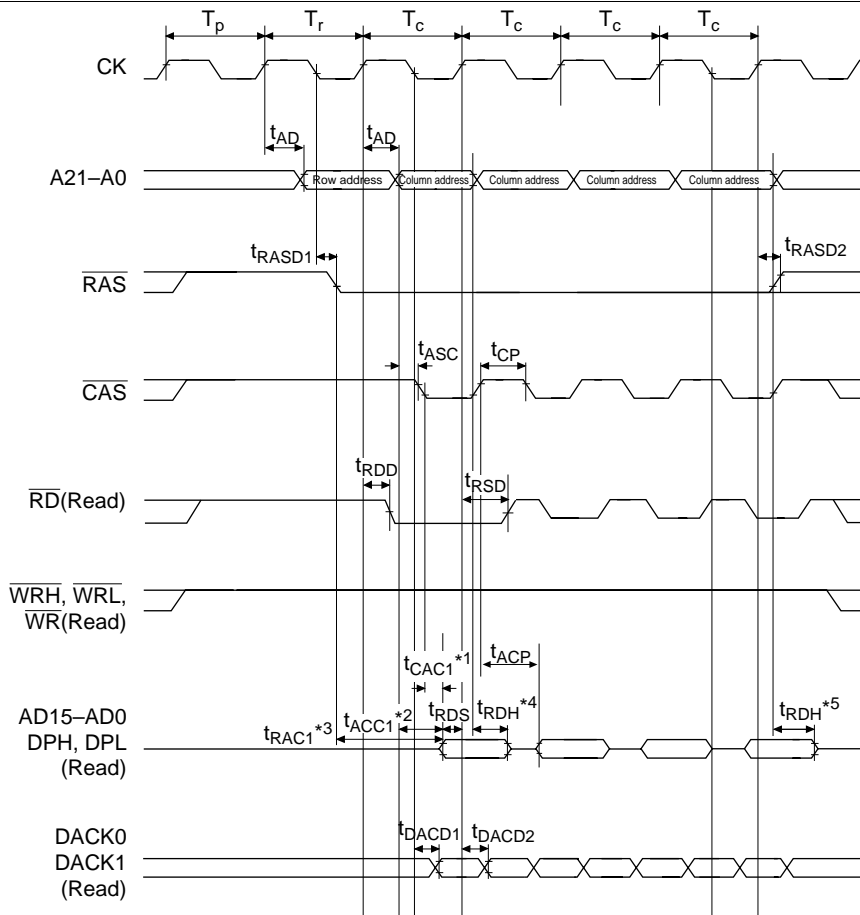 Tp Tr Tc Tc Tc Tc
CK
tAD tAD
A21–A0 Row address Column address Column address Column address Column address
tRASD1 tRASD2
RAS
tASC tCP
CAS
tRDD tRSD
RD(Read)
WRH, WRL,
WR(Read)
tCAC1*1 tACP
AD15–AD0
DPH, DPL
(Read)
tRAC1*3 tACC1*2 tRDS tRDH*4 tRDH*5
DACK0
DACK1
(Read)
tDACD1 tDACD2